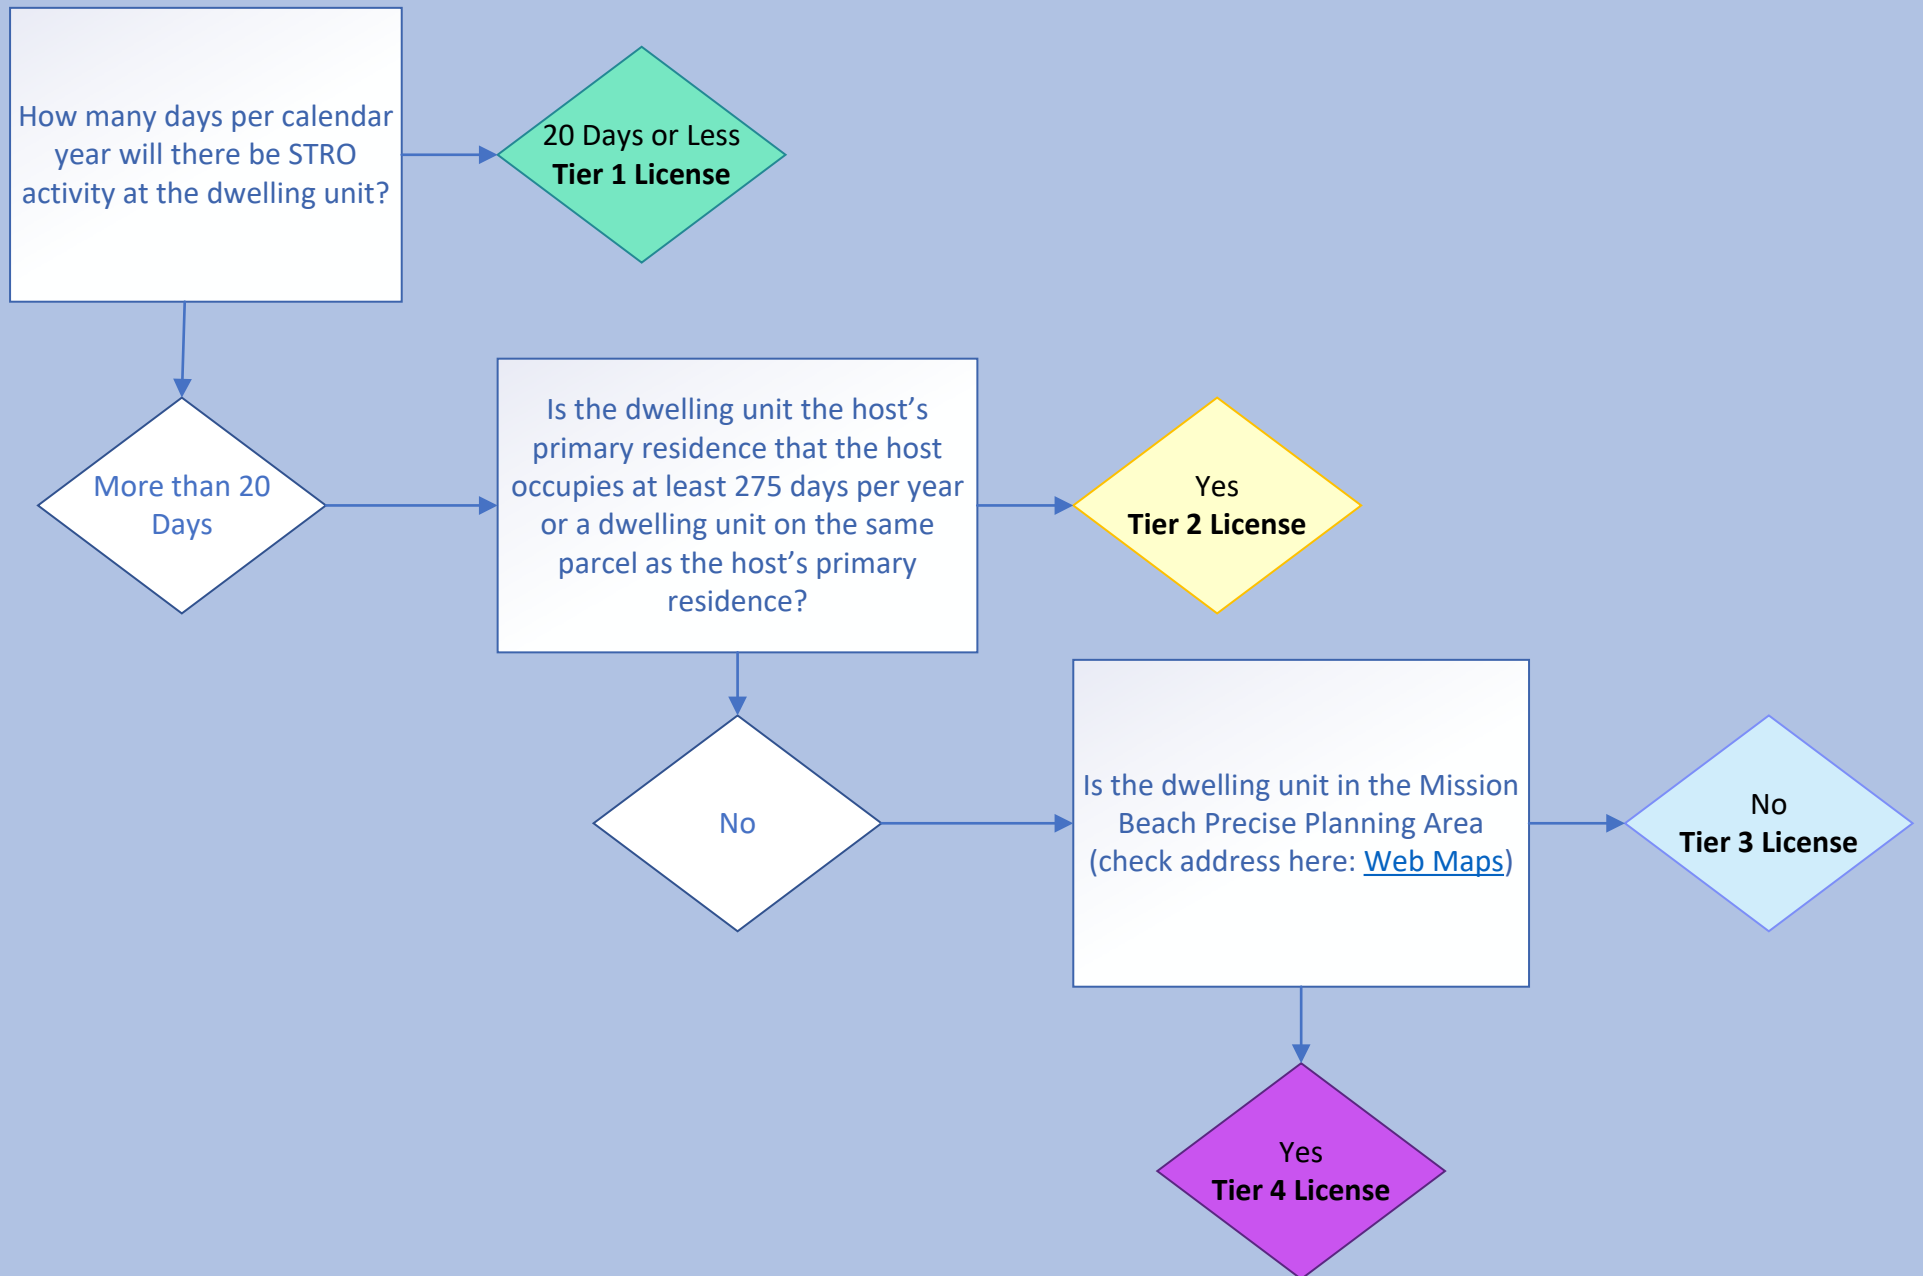 How many days per calendar
year will there be STRO
activity at the dwelling unit?
20 Days or Less
Tier 1 License
More than 20
Days
Is the dwelling unit the host’s
primary residence that the host
occupies at least 275 days per year
or a dwelling unit on the same
parcel as the host’s primary
residence?
Yes
Tier 2 License
No
Is the dwelling unit in the Mission
Beach Precise Planning Area
(check address here: Web Maps)
No
Tier 3 License
Yes
Tier 4 License